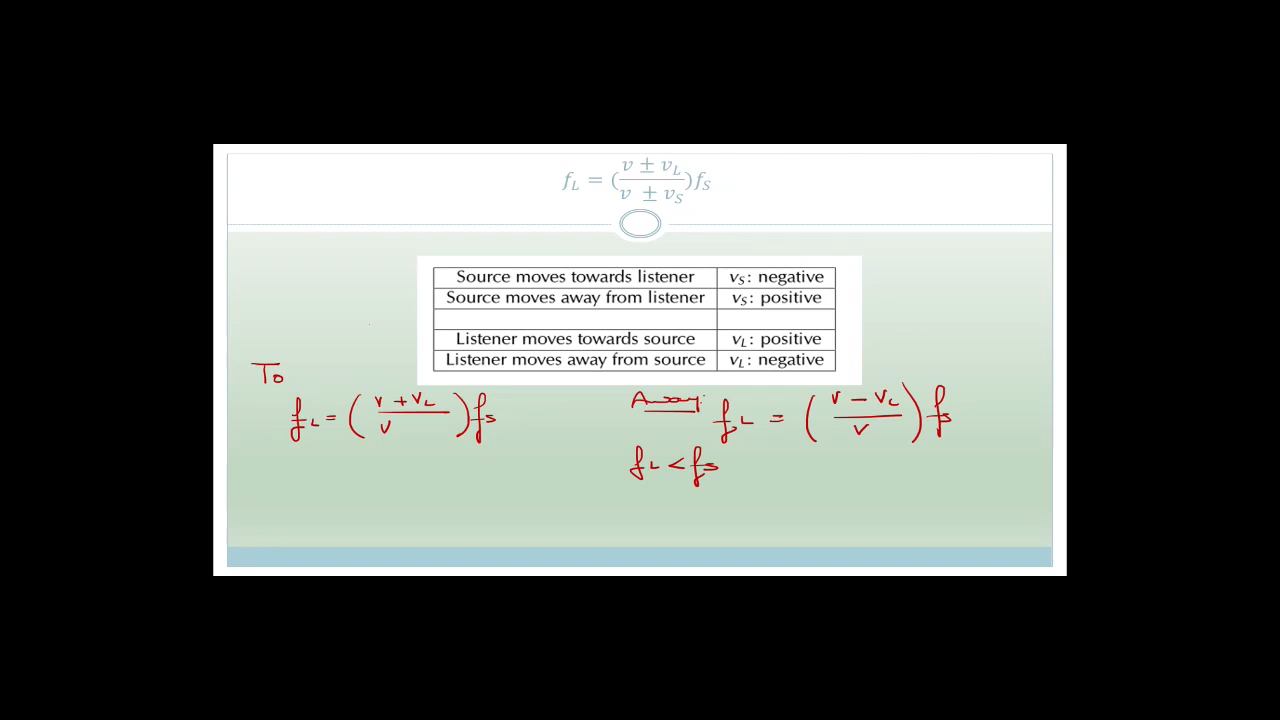 f_L = (v ± v_L / v ± v_S) f_S
Source moves towards listener v_S: negative
Source moves away from listener v_S: positive
Listener moves towards source v_L: positive
Listener moves away from source v_L: negative
To
f_L = (v + v_L / v) f_S
Away: f_L = (v − v_L / v) f_S
f_L < f_S